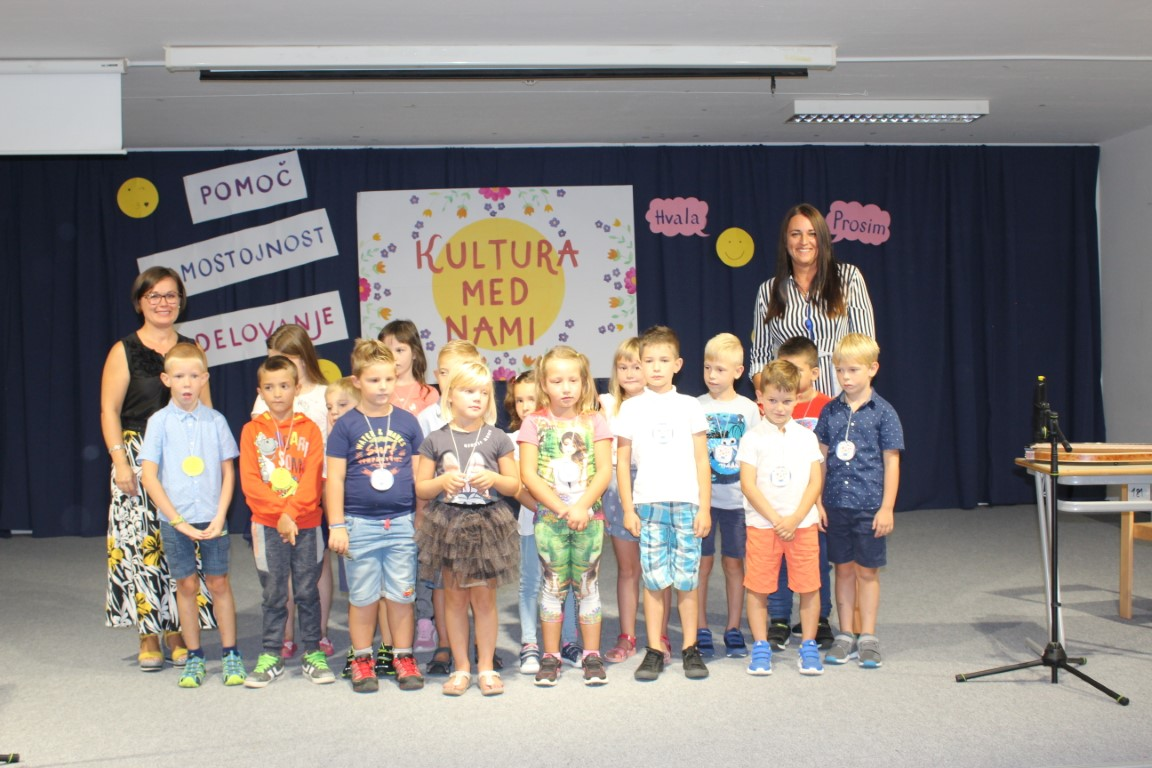 POMOČ
MOSTOJNOST
DELOVANJE
KULTURA
MED
NAMI
Hvala
Prosim